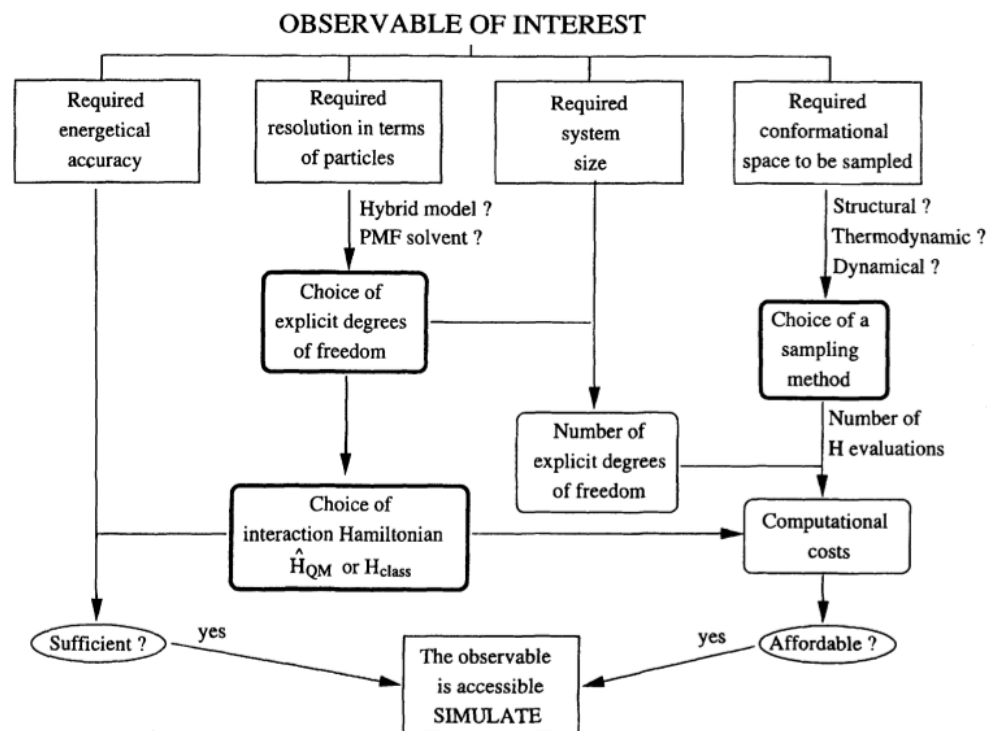 OBSERVABLE OF INTEREST
Required
energetical
accuracy
Required
resolution in terms
of particles
Required
system
size
Required
conformational
space to be sampled
Hybrid model ?
PMF solvent ?
Structural ?
Thermodynamic ?
Dynamical ?
Choice of
explicit degrees
of freedom
Choice of a
sampling
method
Number of
explicit degrees
of freedom
Number of
H evaluations
Choice of
interaction Hamiltonian
Ĥ_QM or H_class
Computational
costs
Sufficient ?
yes
The observable
is accessible
SIMULATE
yes
Affordable ?